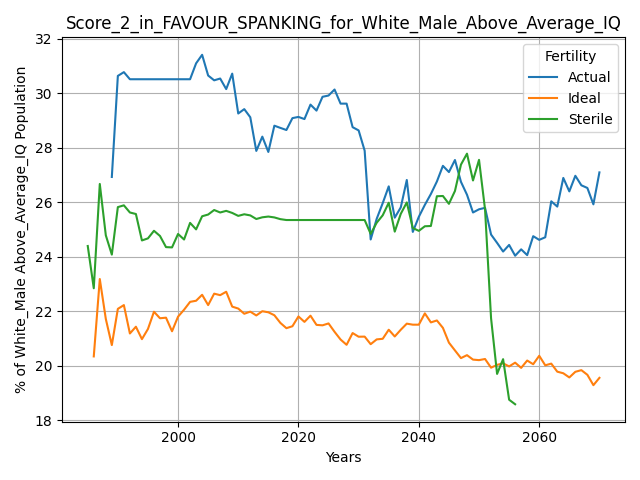 Score_2_in_FAVOUR_SPANKING_for_White_Male_Above_Average_IQ
% of White_Male Above_Average_IQ Population
32
30
28
26
24
22
20
18
Fertility
Actual
Ideal
Sterile
2000
2020
2040
2060
Years